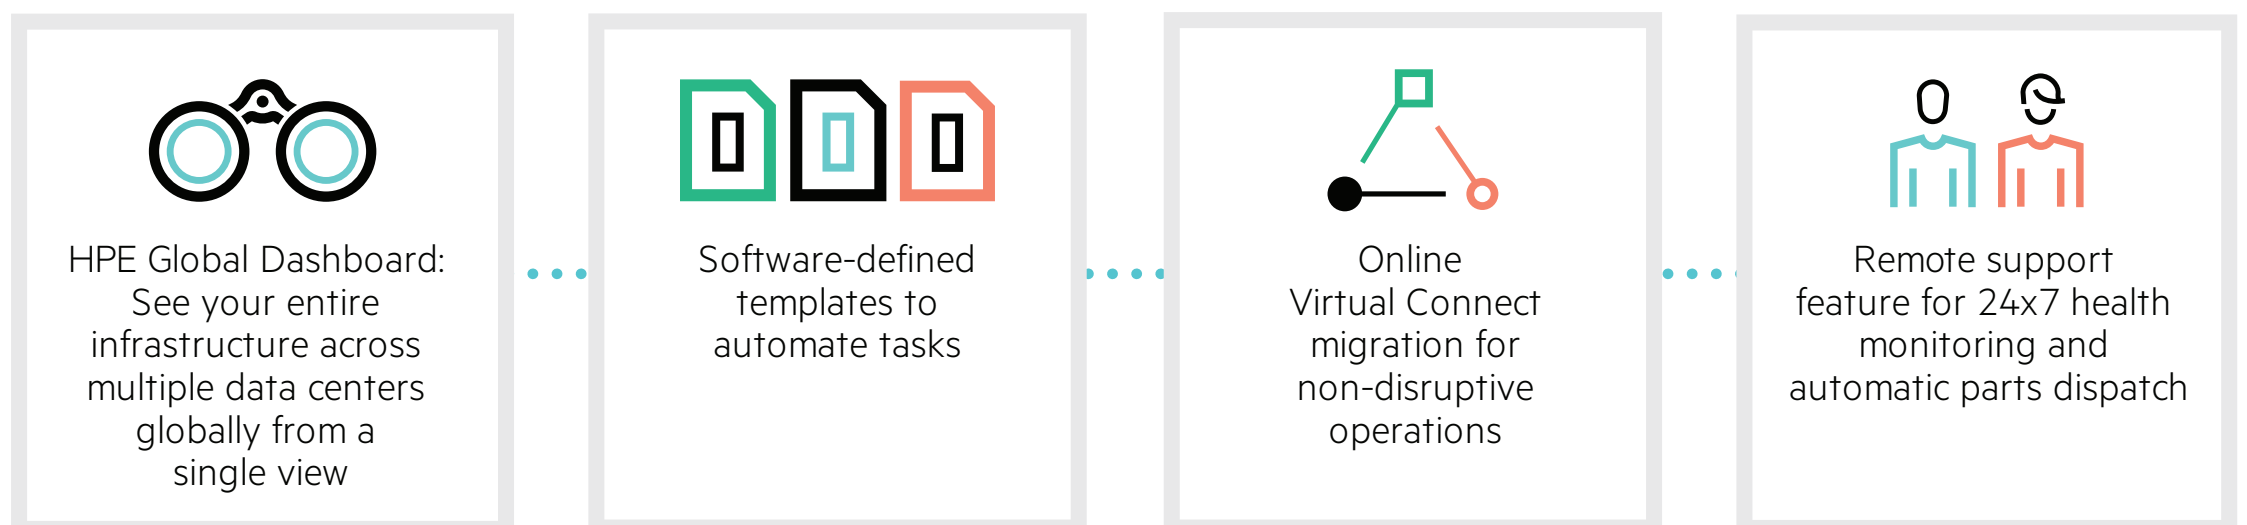 HPE Global Dashboard:
See your entire
infrastructure across
multiple data centers
globally from a
single view
Software-defined
templates to
automate tasks
Online
Virtual Connect
migration for
non-disruptive
operations
Remote support
feature for 24x7 health
monitoring and
automatic parts dispatch